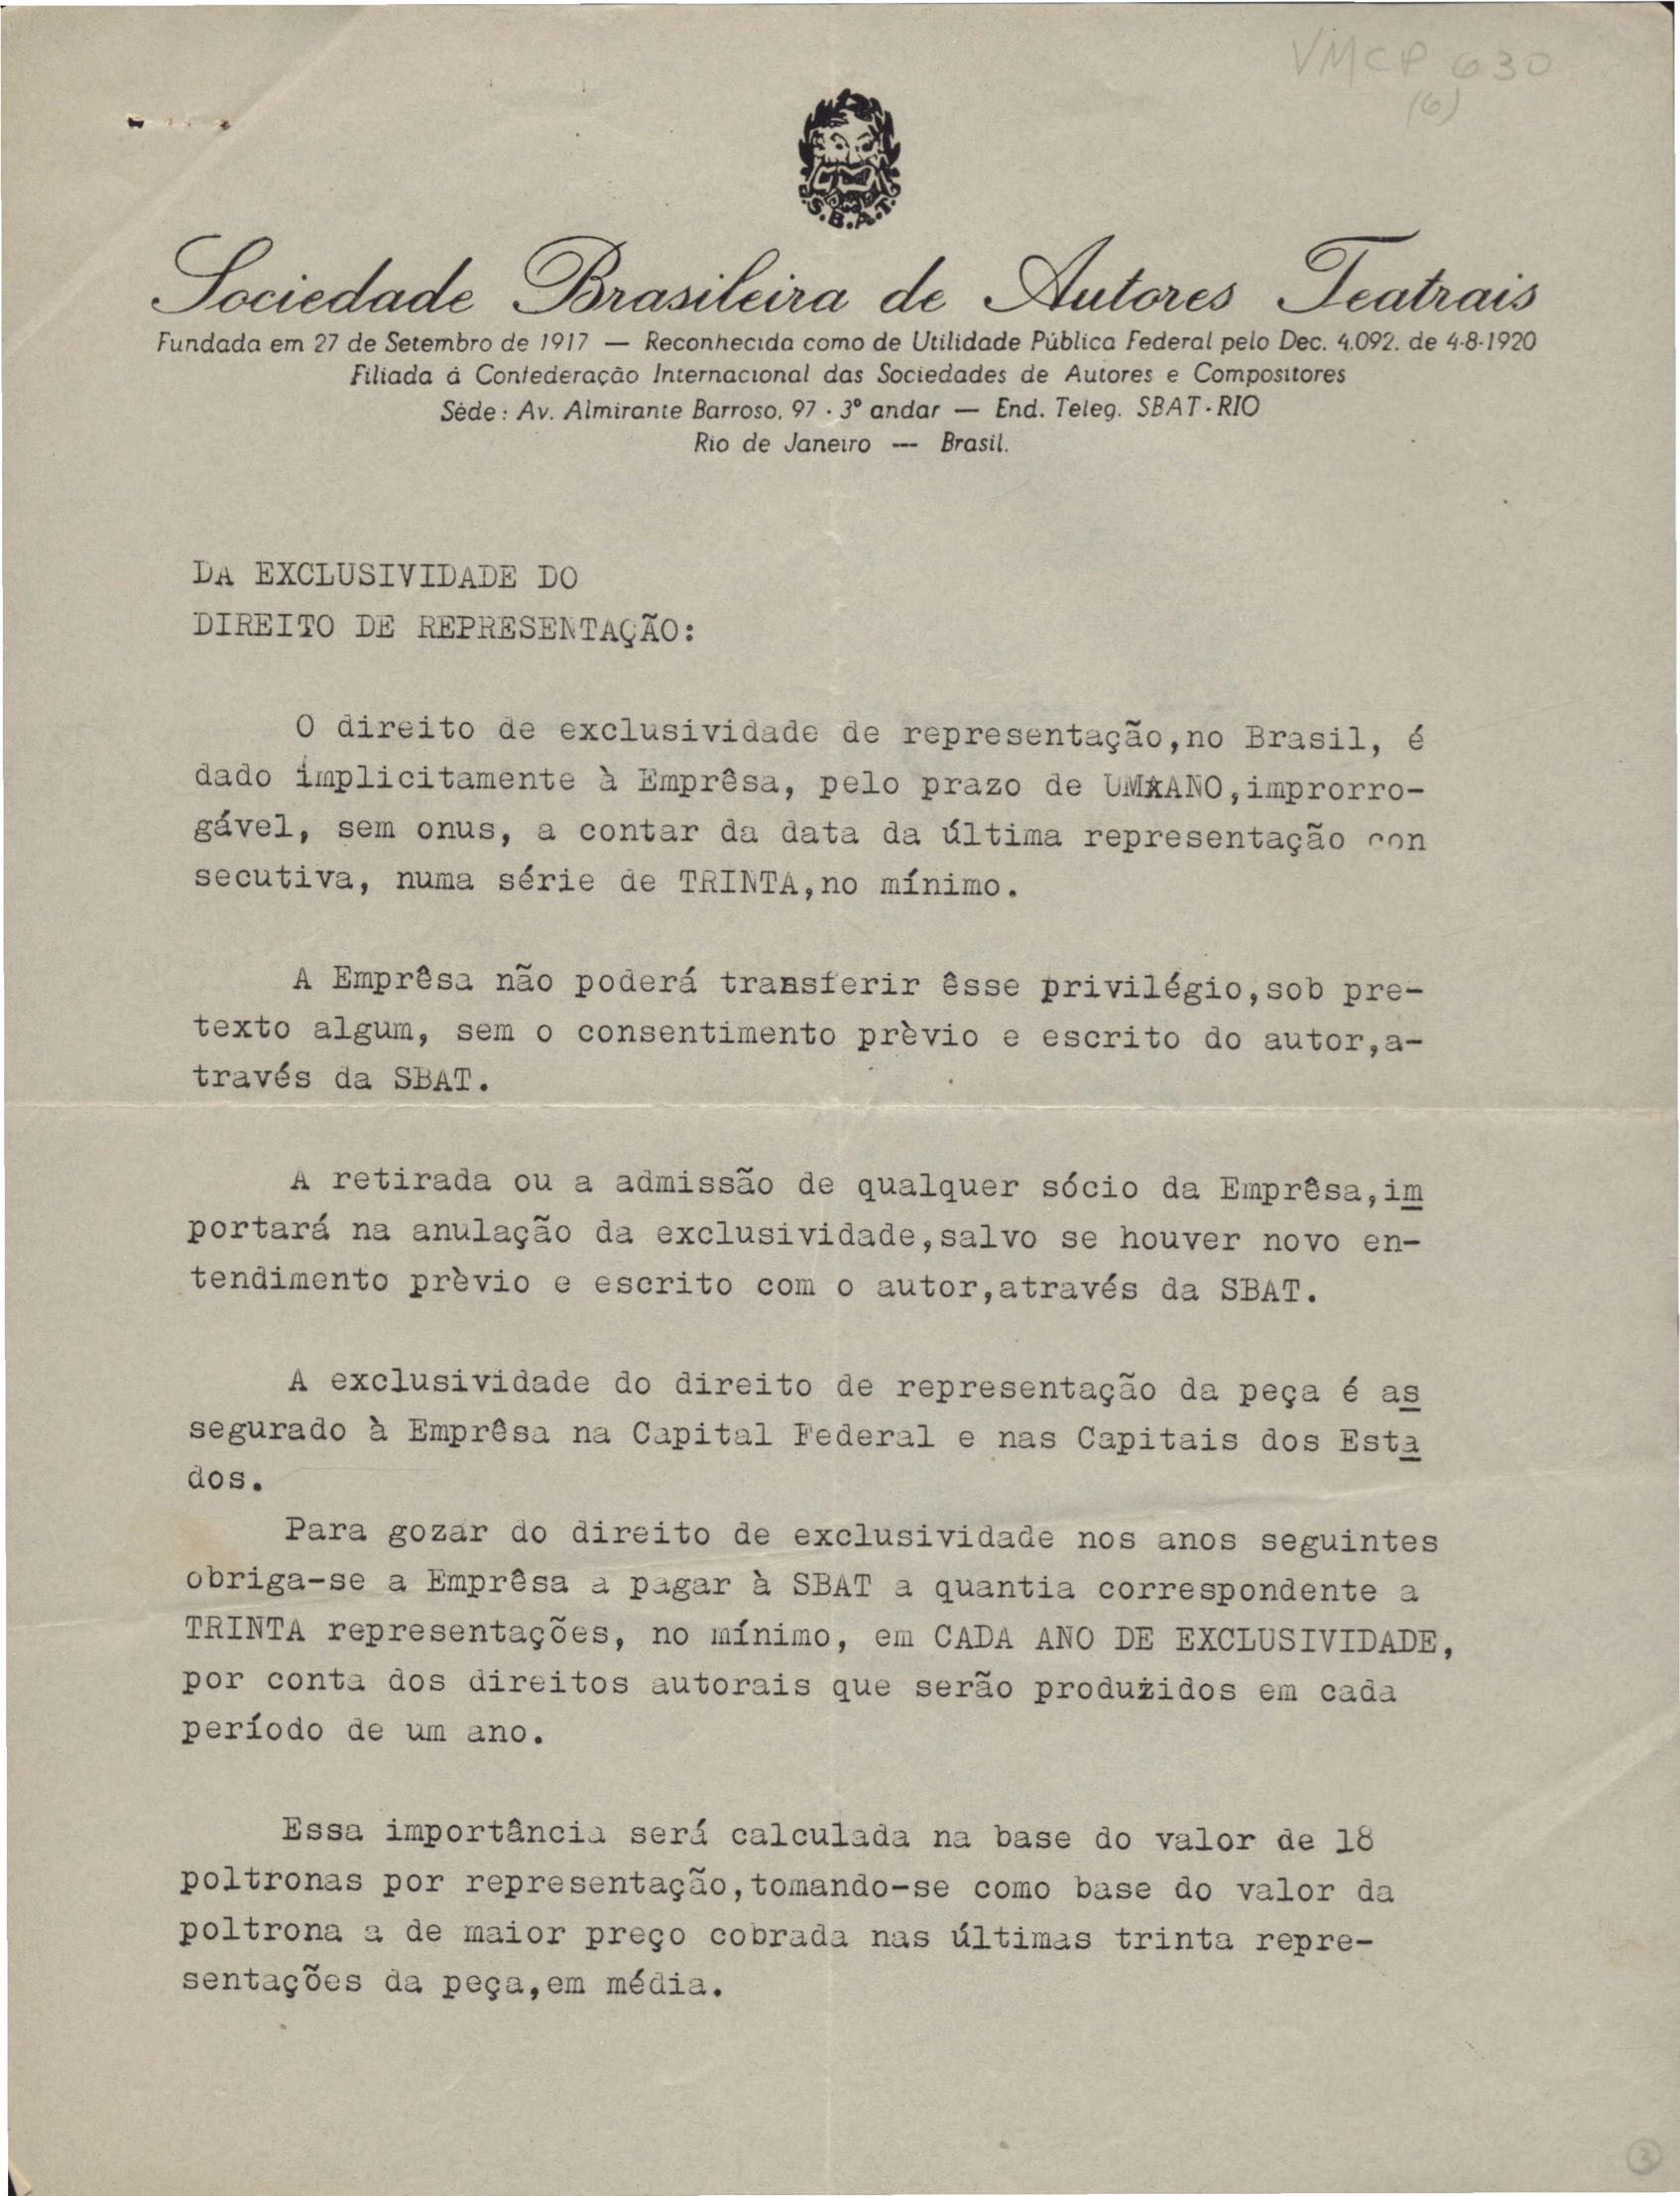 VMCP 630
(6)
S.B.A.T.
Sociedade Brasileira de Autores Teatrais
Fundada em 27 de Setembro de 1917 — Reconhecida como de Utilidade Pública Federal pelo Dec. 4.092. de 4-8-1920
Filiada á Confederação Internacional das Sociedades de Autores e Compositores
Séde: Av. Almirante Barroso, 97 - 3º andar — End. Teleg. SBAT-RIO
Rio de Janeiro — Brasil.
DA EXCLUSIVIDADE DO
DIREITO DE REPRESENTAÇÃO:
O direito de exclusividade de representação,no Brasil, é
dado implicitamente à Emprêsa, pelo prazo de UMxANO,improrro-
gável, sem onus, a contar da data da última representação con
secutiva, numa série de TRINTA,no mínimo.
A Emprêsa não poderá transferir êsse privilégio,sob pre-
texto algum, sem o consentimento prèvio e escrito do autor,a-
través da SBAT.
A retirada ou a admissão de qualquer sócio da Emprêsa,im
portará na anulação da exclusividade,salvo se houver novo en-
tendimento prèvio e escrito com o autor,através da SBAT.
A exclusividade do direito de representação da peça é as
segurado à Emprêsa na Capital Federal e nas Capitais dos Esta
dos.
Para gozar do direito de exclusividade nos anos seguintes
obriga-se a Emprêsa a pagar à SBAT a quantia correspondente a
TRINTA representações, no mínimo, em CADA ANO DE EXCLUSIVIDADE,
por conta dos direitos autorais que serão produzidos em cada
período de um ano.
Essa importância será calculada na base do valor de 18
poltronas por representação,tomando-se como base do valor da
poltrona a de maior preço cobrada nas últimas trinta repre-
sentações da peça,em média.
3